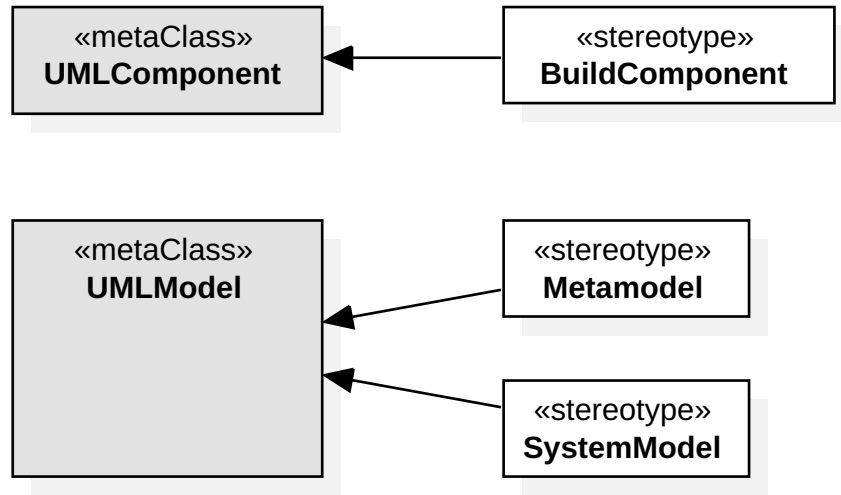 «metaClass»
UMLComponent
«stereotype»
BuildComponent
«metaClass»
UMLModel
«stereotype»
Metamodel
«stereotype»
SystemModel